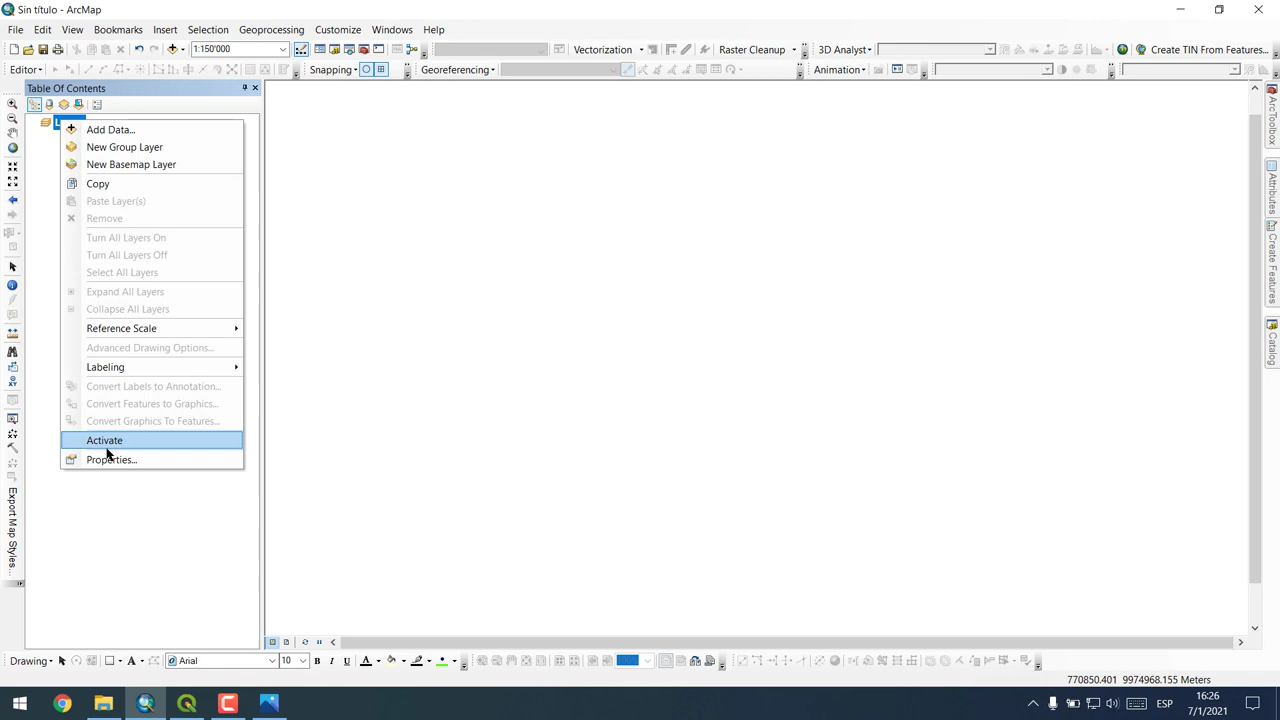 Sin título - ArcMap
File Edit View Bookmarks Insert Selection Geoprocessing Customize Windows Help
1:150'000 Vectorization Raster Cleanup 3D Analyst Create TIN From Features...
Editor Snapping Georeferencing Animation
Table Of Contents
Add Data...
New Group Layer
New Basemap Layer
Copy
Paste Layer(s)
Remove
Turn All Layers On
Turn All Layers Off
Select All Layers
Expand All Layers
Collapse All Layers
Reference Scale
Advanced Drawing Options...
Labeling
Convert Labels to Annotation...
Convert Features to Graphics...
Convert Graphics To Features...
Activate
Properties...
Export Map Styles...
ArcToolbox
Attributes
Create Features
Catalog
Drawing A Arial 10 B I U A
770850.401 9974968.155 Meters
ESP
16:26
7/1/2021